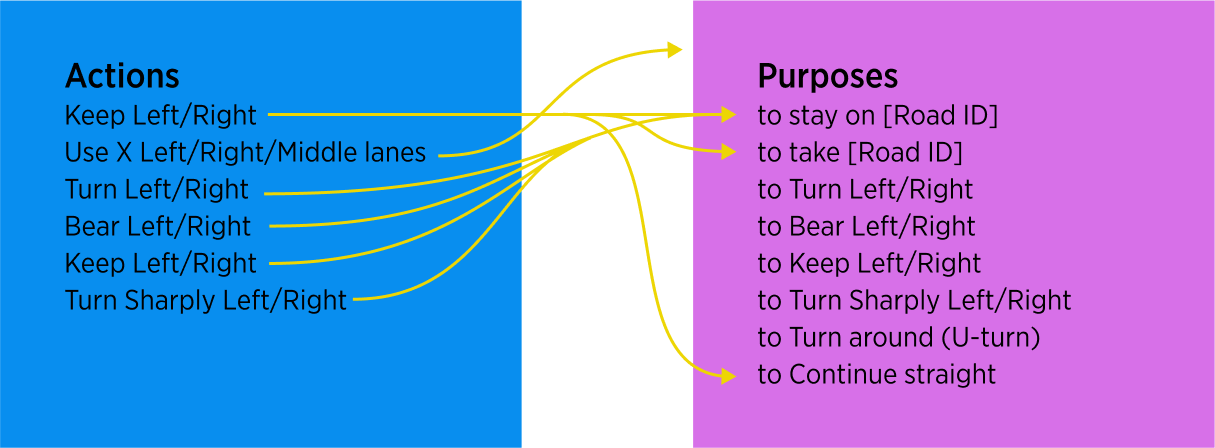 Actions
Keep Left/Right
Use X Left/Right/Middle lanes
Turn Left/Right
Bear Left/Right
Keep Left/Right
Turn Sharply Left/Right
Purposes
to stay on [Road ID]
to take [Road ID]
to Turn Left/Right
to Bear Left/Right
to Keep Left/Right
to Turn Sharply Left/Right
to Turn around (U-turn)
to Continue straight